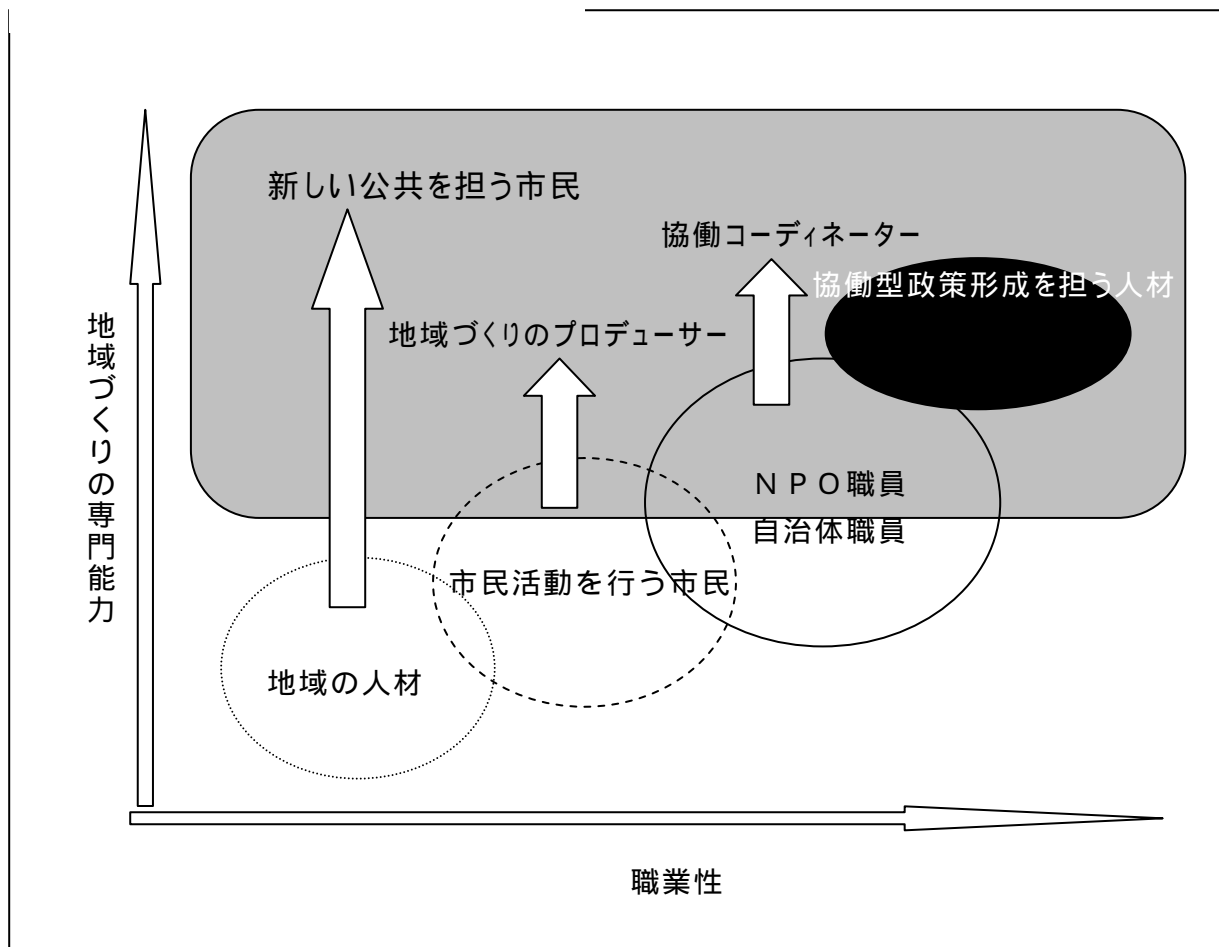 新しい公共を担う市民
協働コーディネーター
協働型政策形成を担う人材
地域づくりのプロデューサー
地域づくりの専門能力
ＮＰＯ職員
自治体職員
市民活動を行う市民
地域の人材
職業性